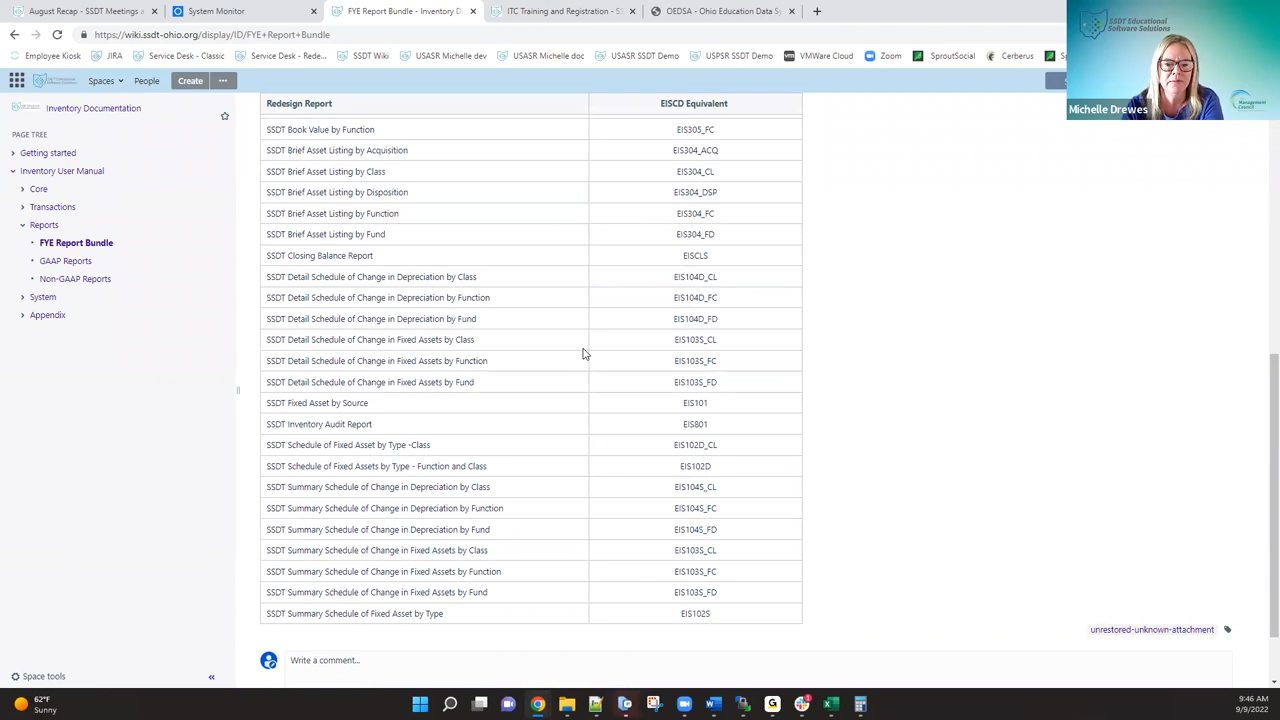 August Recap - SSDT Meetings a
System Monitor
FYE Report Bundle - Inventory D
ITC Training and Registration - SS
OEDSA - Ohio Education Data Sy
https://wiki.ssdt-ohio.org/display/ID/FYE+Report+Bundle
Employee Kiosk
JIRA
Service Desk - Classic
Service Desk - Rede...
SSDT Wiki
USASR Michelle live
USASR Michelle doc
USASR SSDT Demo
USPSR SSDT Demo
VMWare Cloud
Zoom
SproutSocial
Cerberus
Spaces
People
Create
SSDT Educational
Software Solutions
Management
Council
Michelle Drewes
Inventory Documentation
PAGE TREE
Getting started
Inventory User Manual
Core
Transactions
Reports
FYE Report Bundle
GAAP Reports
Non-GAAP Reports
System
Appendix
Space tools
Redesign Report EISCD Equivalent
SSDT Book Value by Function EIS305_FC
SSDT Brief Asset Listing by Acquisition EIS304_ACQ
SSDT Brief Asset Listing by Class EIS304_CL
SSDT Brief Asset Listing by Disposition EIS304_DSP
SSDT Brief Asset Listing by Function EIS304_FC
SSDT Brief Asset Listing by Fund EIS304_FD
SSDT Closing Balance Report EISCLS
SSDT Detail Schedule of Change in Depreciation by Class EIS104D_CL
SSDT Detail Schedule of Change in Depreciation by Function EIS104D_FC
SSDT Detail Schedule of Change in Depreciation by Fund EIS104D_FD
SSDT Detail Schedule of Change in Fixed Assets by Class EIS103S_CL
SSDT Detail Schedule of Change in Fixed Assets by Function EIS103S_FC
SSDT Detail Schedule of Change in Fixed Assets by Fund EIS103S_FD
SSDT Fixed Asset by Source EIS101
SSDT Inventory Audit Report EIS801
SSDT Schedule of Fixed Asset by Type -Class EIS102D_CL
SSDT Schedule of Fixed Assets by Type - Function and Class EIS102D
SSDT Summary Schedule of Change in Depreciation by Class EIS104S_CL
SSDT Summary Schedule of Change in Depreciation by Function EIS104S_FC
SSDT Summary Schedule of Change in Depreciation by Fund EIS104S_FD
SSDT Summary Schedule of Change in Fixed Assets by Class EIS103S_CL
SSDT Summary Schedule of Change in Fixed Assets by Function EIS103S_FC
SSDT Summary Schedule of Change in Fixed Assets by Fund EIS103S_FD
SSDT Summary Schedule of Fixed Asset by Type EIS102S
unrestored-unknown-attachment
Write a comment...
62°F
Sunny
9:46 AM
9/9/2022